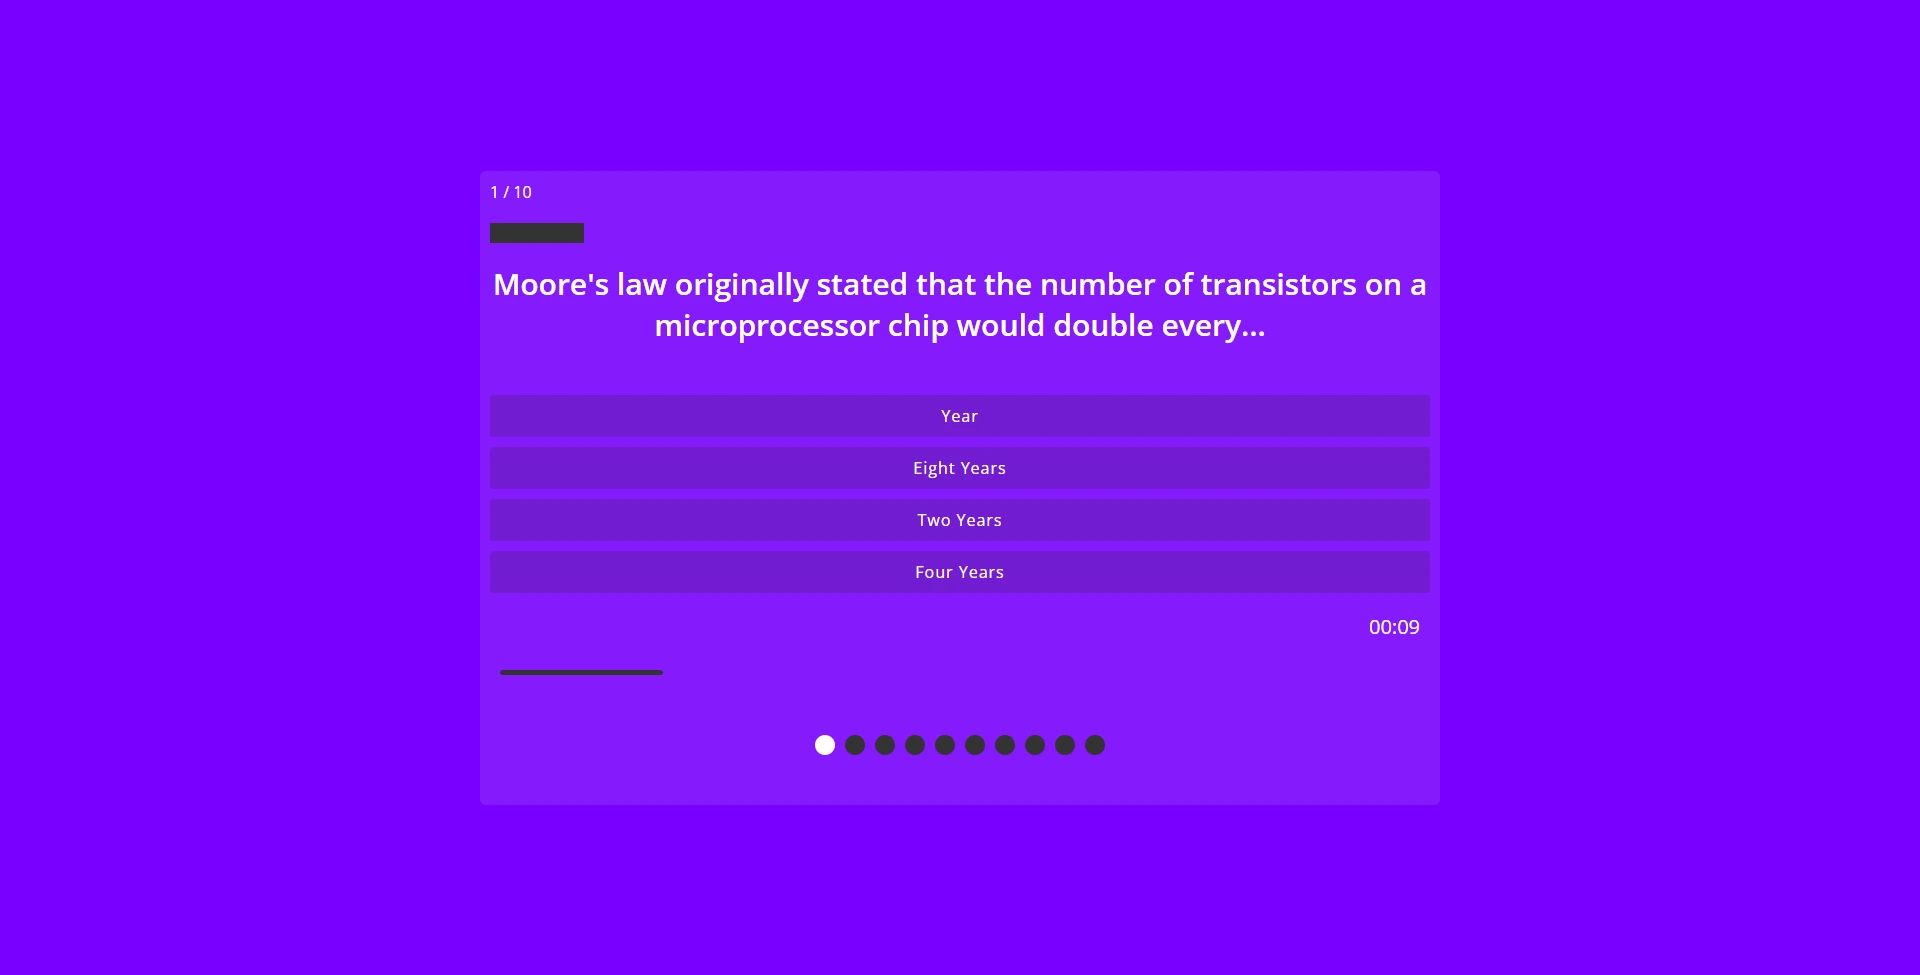 1 / 10
Moore's law originally stated that the number of transistors on a
microprocessor chip would double every...
Year
Eight Years
Two Years
Four Years
00:09